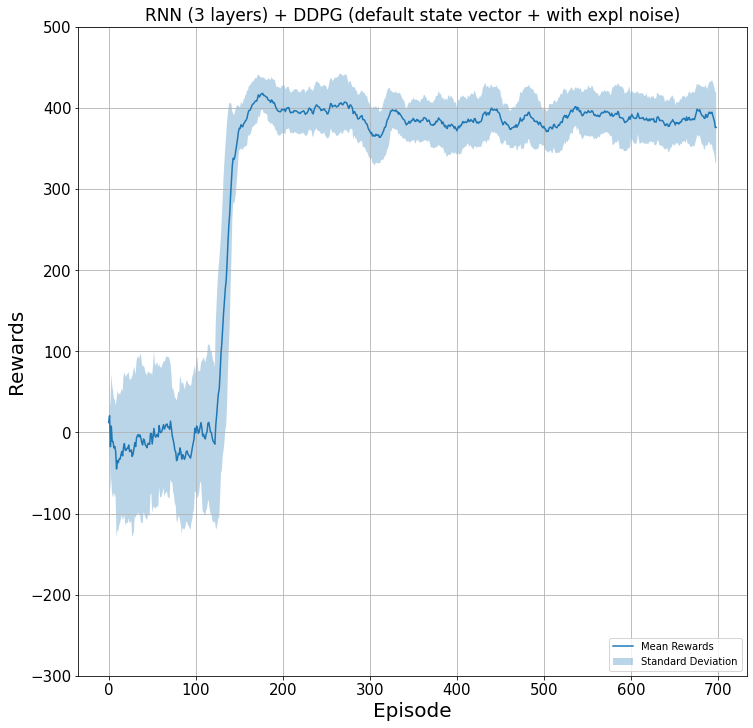 RNN (3 layers) + DDPG (default state vector + with expl noise)
500
400
300
200
100
0
−100
−200
−300
Rewards
0 100 200 300 400 500 600 700
Episode
Mean Rewards
Standard Deviation